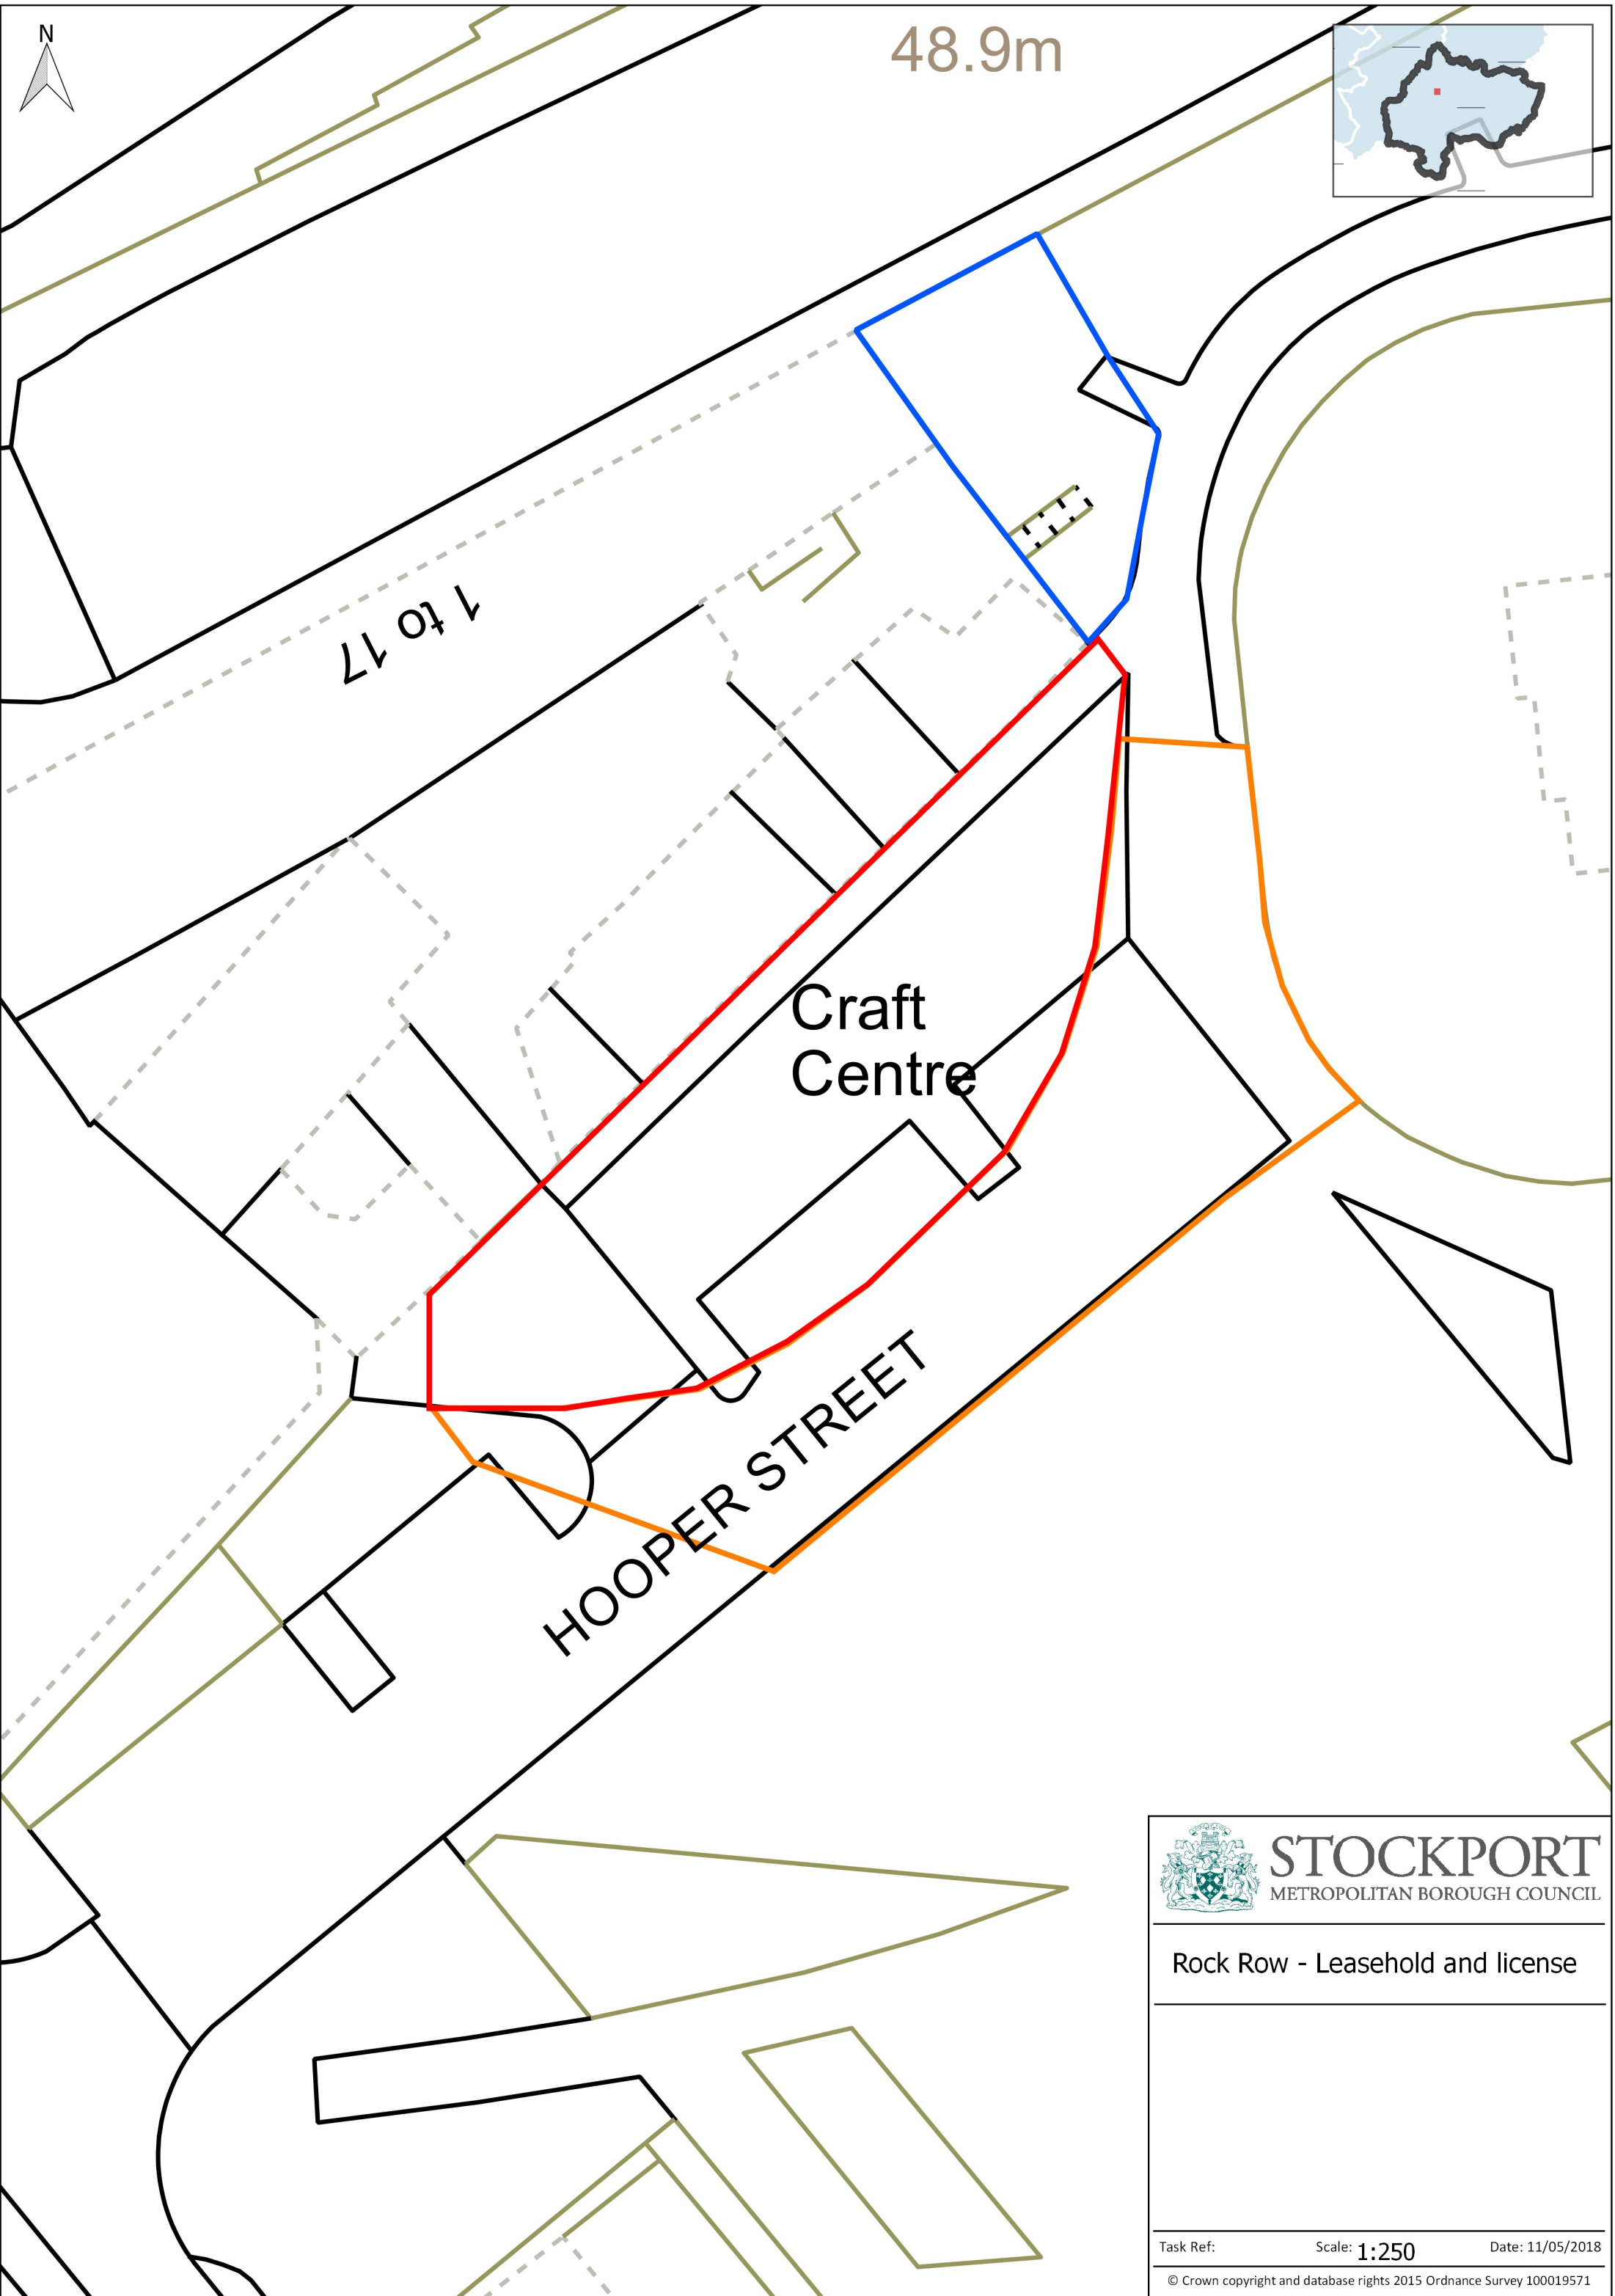 N
48.9m
1 to 17
Craft
Centre
HOOPER STREET
STOCKPORT
METROPOLITAN BOROUGH COUNCIL
Rock Row - Leasehold and license
Task Ref:
Scale: 1:250
Date: 11/05/2018
© Crown copyright and database rights 2015 Ordnance Survey 100019571